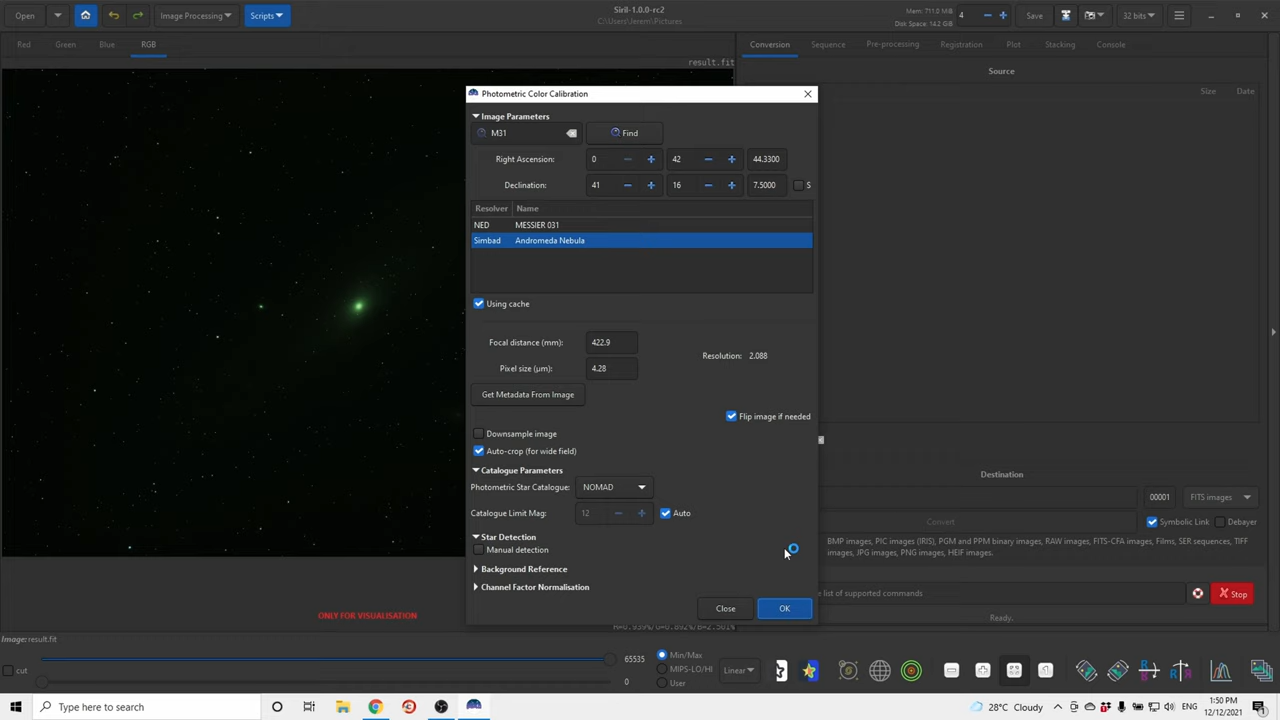 Open
Image Processing
Scripts
Siril-1.0.0-rc2
C:\Users\Jerem\Pictures
Mem: 711.0 MiB
Disk Space: 14.2 GiB
4
Save
32 bits
Red
Green
Blue
RGB
result.fit
Conversion
Sequence
Pre-processing
Registration
Plot
Stacking
Console
Source
Size
Date
Photometric Color Calibration
Image Parameters
M31
Find
Right Ascension:
0
42
44.3300
Declination:
41
16
7.5000
S
Resolver
Name
NED
MESSIER 031
Simbad
Andromeda Nebula
Using cache
Focal distance (mm):
422.9
Resolution:
2.088
Pixel size (µm):
4.28
Get Metadata From Image
Flip image if needed
Downsample image
Auto-crop (for wide field)
Catalogue Parameters
Photometric Star Catalogue:
NOMAD
Catalogue Limit Mag:
12
Auto
Star Detection
Manual detection
Background Reference
Channel Factor Normalisation
Close
OK
Destination
00001
FITS images
Convert
Symbolic Link
Debayer
BMP images, PIC images (IRIS), PGM and PPM binary images, RAW images, FITS-CFA images, Films, SER sequences, TIFF
images, JPG images, PNG images, HEIF images.
list of supported commands
Stop
Ready.
ONLY FOR VISUALISATION
Image: result.fit
cut
65535
0
Min/Max
MIPS-LO/HI
User
Linear
Type here to search
28°C Cloudy
ENG
1:50 PM
12/12/2021